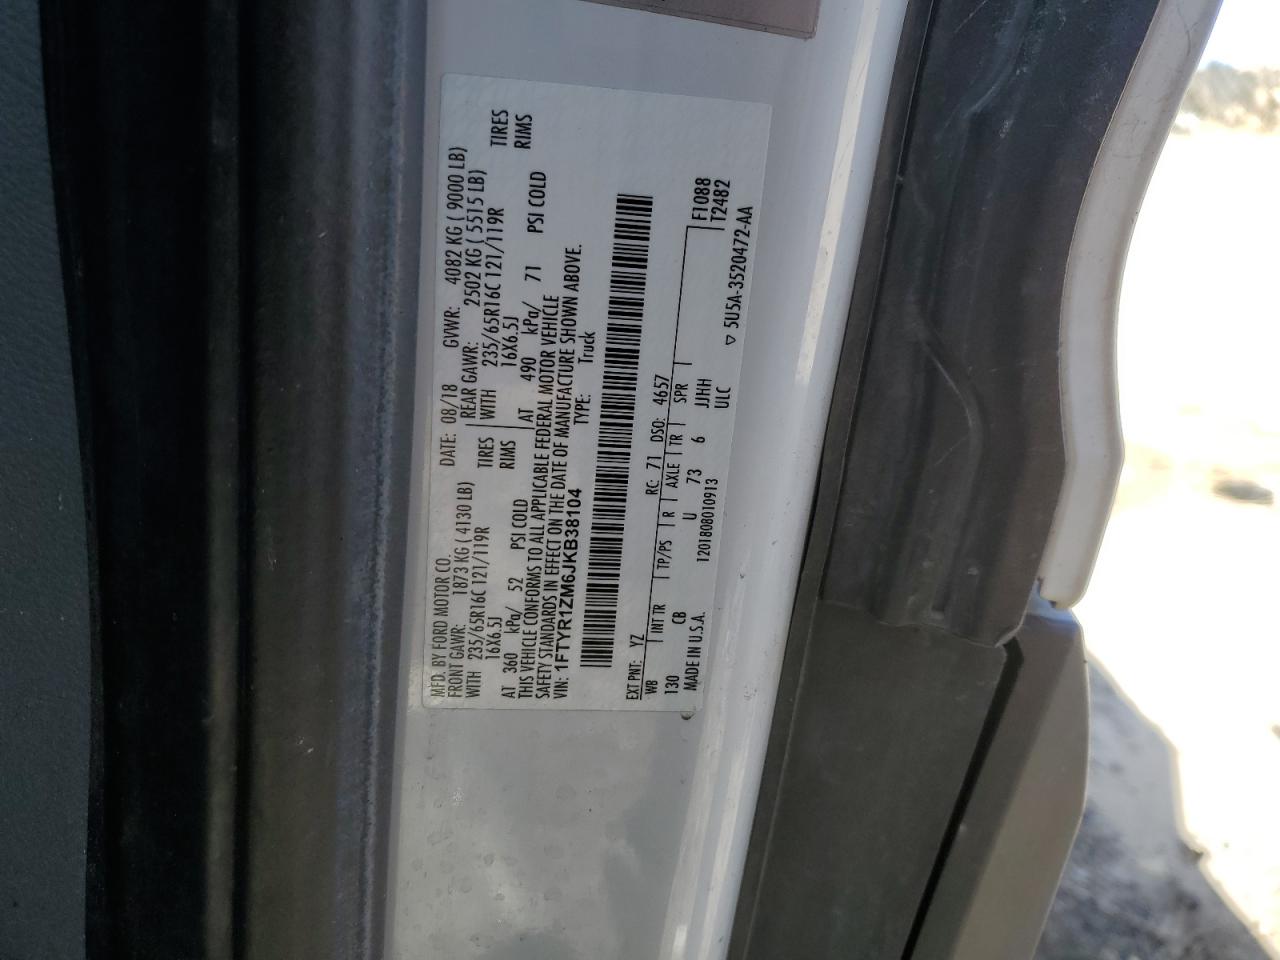 MFD. BY FORD MOTOR CO. DATE: 08/18 GVWR: 4082 KG ( 9000 LB)
FRONT GAWR: 1873 KG ( 4130 LB) REAR GAWR: 2502 KG ( 5515 LB)
WITH 235/65R16C 121/119R TIRES WITH 235/65R16C 121/119R TIRES
16X6.5J RIMS 16X6.5J RIMS
AT 360 kPa/ 52 PSI COLD AT 490 kPa/ 71 PSI COLD
THIS VEHICLE CONFORMS TO ALL APPLICABLE FEDERAL MOTOR VEHICLE
SAFETY STANDARDS IN EFFECT ON THE DATE OF MANUFACTURE SHOWN ABOVE.
VIN: 1FTYR1ZM6JKB38104 TYPE: Truck
EXT PNT: YZ RC: 71 DSO: 4657
WB INT TR TP/PS R AXLE TR SPR F1088
130 CB U 73 6 JJHH T2482
MADE IN U.S.A. 1201808010913 ULC ▽ 5U5A-3520472-AA